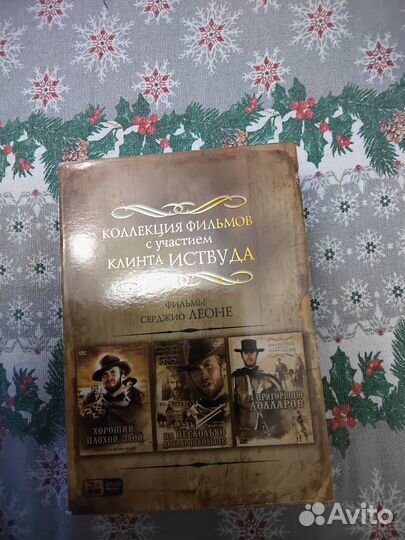 КОЛЛЕКЦИЯ ФИЛЬМОВ
с участием
КЛИНТА ИСТВУДА
ФИЛЬМЫ
СЕРДЖИО ЛЕОНЕ
ХОРОШИЙ
ПЛОХОЙ ЗЛОЙ
НА НЕСКОЛЬКО
ДОЛЛАРОВ БОЛЬШЕ
ЗА ПРИГОРШНЮ
ДОЛЛАРОВ
DVD
Avito